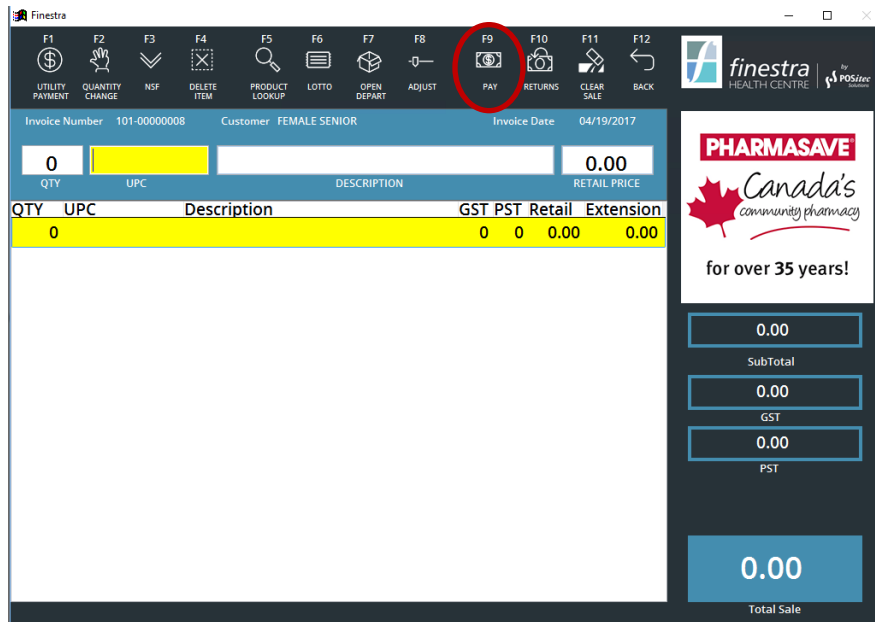 Finestra
F1 F2 F3 F4 F5 F6 F7 F8 F9 F10 F11 F12
UTILITY PAYMENT
QUANTITY CHANGE
NSF
DELETE ITEM
PRODUCT LOOKUP
LOTTO
OPEN DEPART
ADJUST
PAY
RETURNS
CLEAR SALE
BACK
finestra
HEALTH CENTRE
by
POSitec
Solutions
Invoice Number 101-00000008 Customer FEMALE SENIOR Invoice Date 04/19/2017
0 0.00
QTY UPC DESCRIPTION RETAIL PRICE
QTY UPC Description GST PST Retail Extension
0 0 0 0.00 0.00
PHARMASAVE®
Canada's
community pharmacy
for over 35 years!
0.00
SubTotal
0.00
GST
0.00
PST
0.00
Total Sale